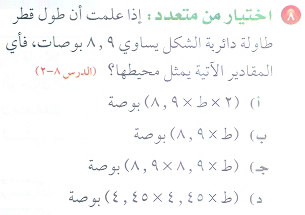 ٨ اختيار من متعدد: إذا علمت أن طول قطر
طاولة دائرية الشكل يساوي ٨,٩ بوصات، فأي
المقادير الآتية يمثل محيطها؟ (الدرس ٨-٢)
أ) (٢ × ط × ٨,٩) بوصة
ب) (ط × ٨,٩) بوصة
جـ) (ط × ٨,٩ × ٨,٩) بوصة
د) (ط × ٤,٤٥ × ٤,٤٥) بوصة